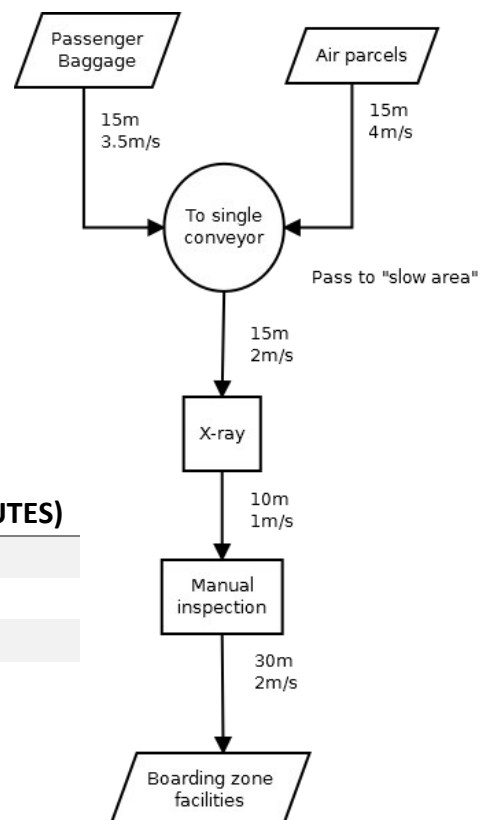 Passenger
Baggage
Air parcels
15m
3.5m/s
15m
4m/s
To single
conveyor
Pass to "slow area"
15m
2m/s
X-ray
10m
1m/s
UTES)
Manual
inspection
30m
2m/s
Boarding zone
facilities